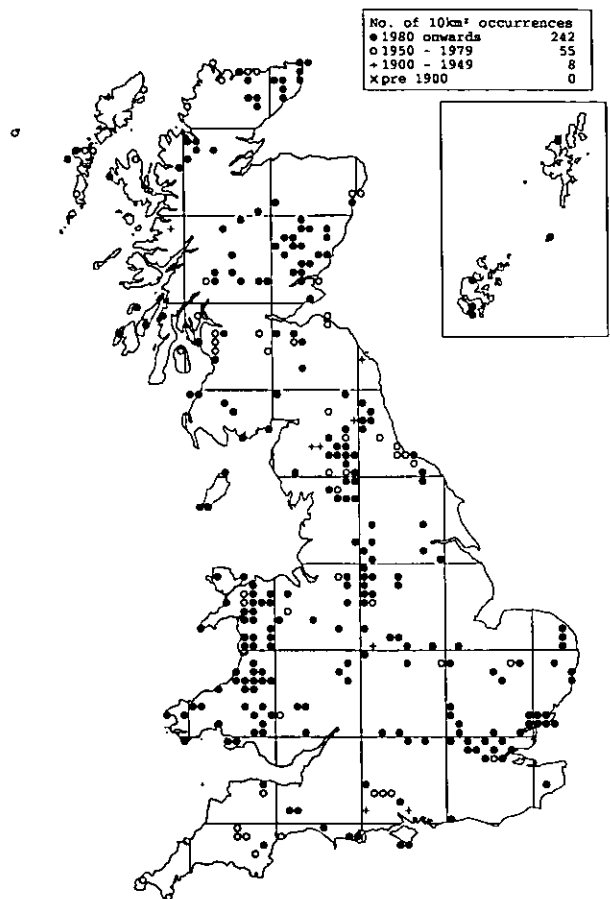 No. of 10km² occurrences
● 1980 onwards 242
○ 1950 - 1979 55
+ 1900 - 1949 8
× pre 1900 0